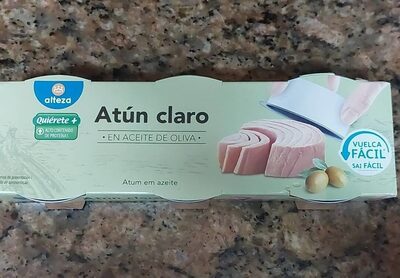 alteza
Quiérete +
ALTO CONTENIDO
DE PROTEÍNAS
Atún claro
EN ACEITE DE OLIVA
Atum em azeite
VUELCA
FÁCIL
SAI FÁCIL